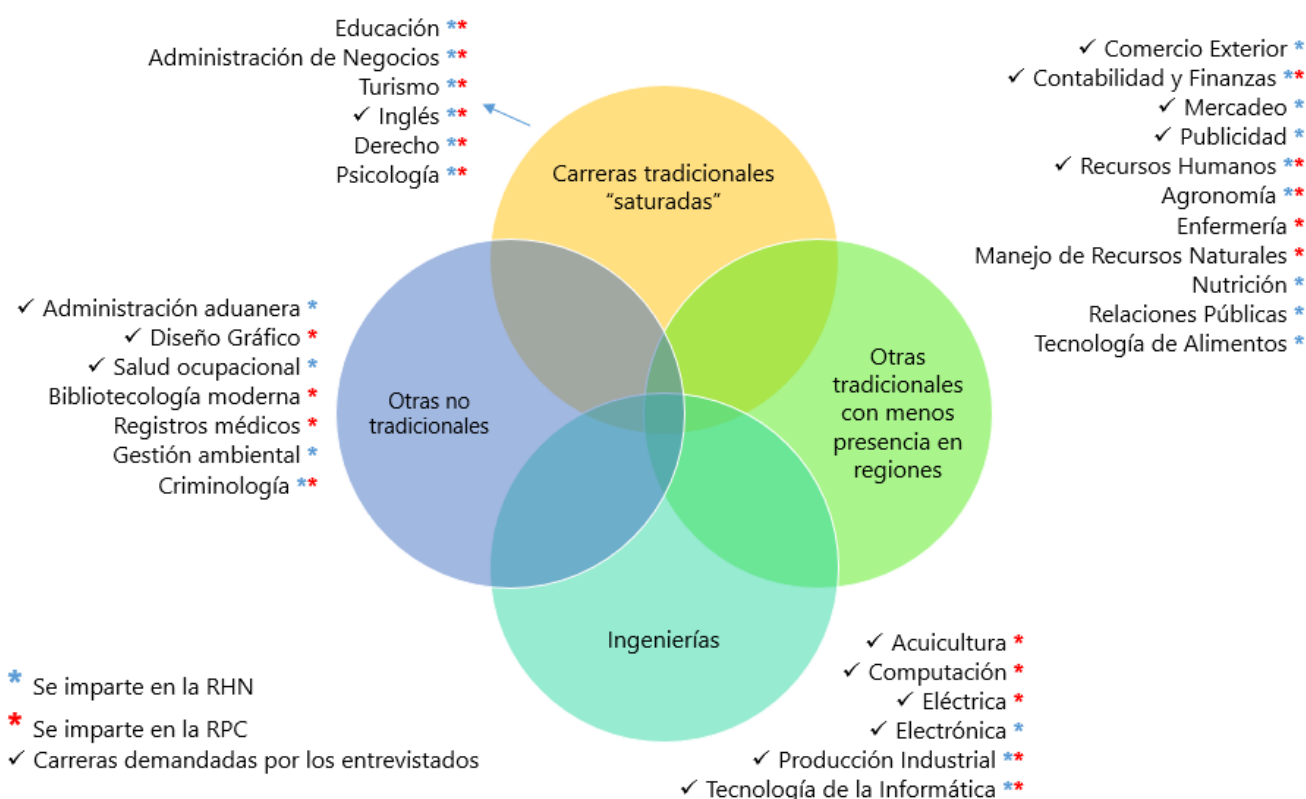 Educación **
Administración de Negocios **
Turismo **
✓ Inglés **
Derecho **
Psicología **
✓ Comercio Exterior *
✓ Contabilidad y Finanzas **
✓ Mercadeo *
✓ Publicidad *
✓ Recursos Humanos **
Agronomía **
Enfermería *
Manejo de Recursos Naturales *
Nutrición *
Relaciones Públicas *
Tecnología de Alimentos *
Carreras tradicionales
“saturadas”
✓ Administración aduanera *
✓ Diseño Gráfico *
✓ Salud ocupacional *
Bibliotecología moderna *
Registros médicos *
Gestión ambiental *
Criminología **
Otras no
tradicionales
Otras
tradicionales
con menos
presencia en
regiones
Ingenierías
✓ Acuicultura *
✓ Computación *
✓ Eléctrica *
✓ Electrónica *
✓ Producción Industrial **
✓ Tecnología de la Informática **
* Se imparte en la RHN
* Se imparte en la RPC
✓ Carreras demandadas por los entrevistados